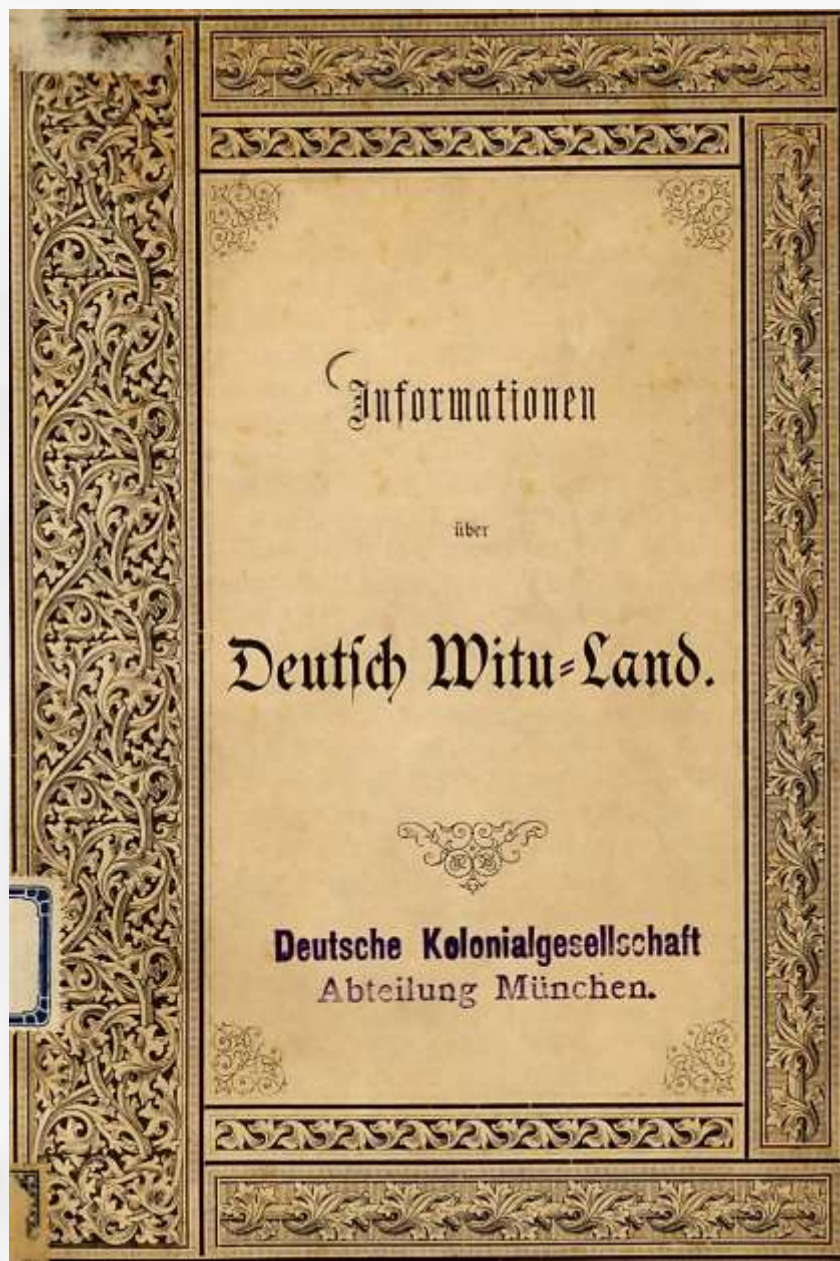 Informationen
über
Deutſch Witu-Land.
Deutsche Kolonialgesellschaft
Abteilung München.